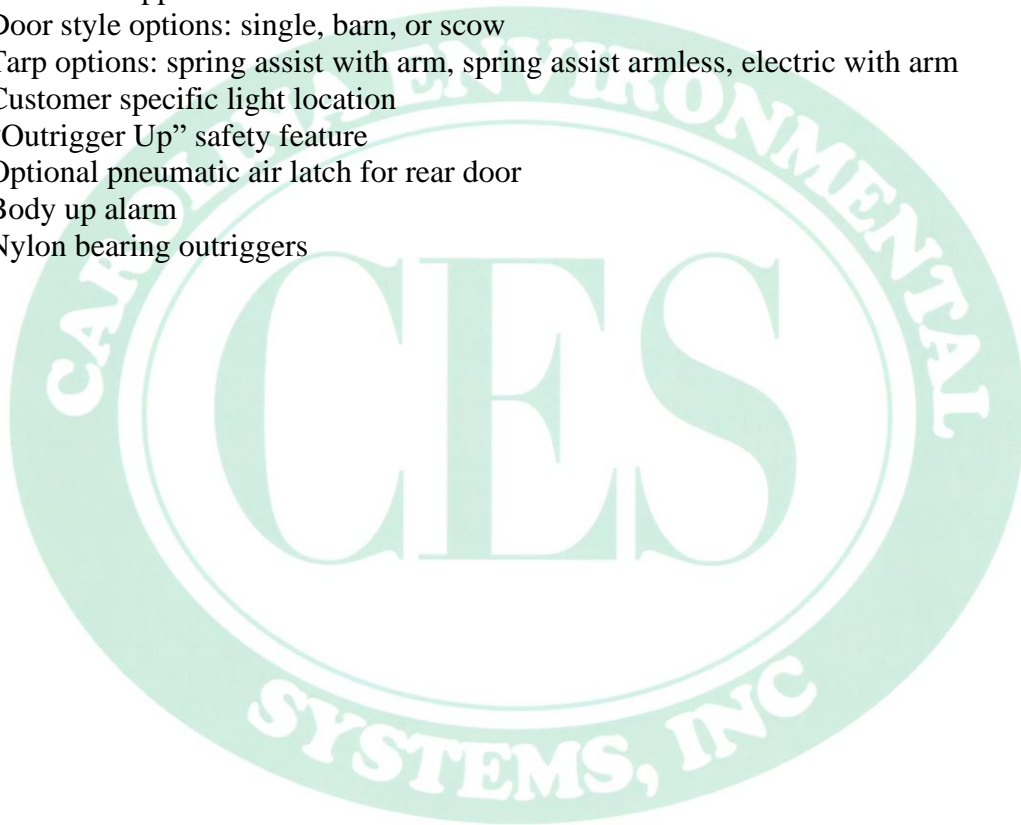 Door style options: single, barn, or scow
Tarp options: spring assist with arm, spring assist armless, electric with arm
Customer specific light location
“Outrigger Up” safety feature
Optional pneumatic air latch for rear door
Body up alarm
Nylon bearing outriggers
CAROLINA ENVIRONMENTAL
CES
SYSTEMS, INC